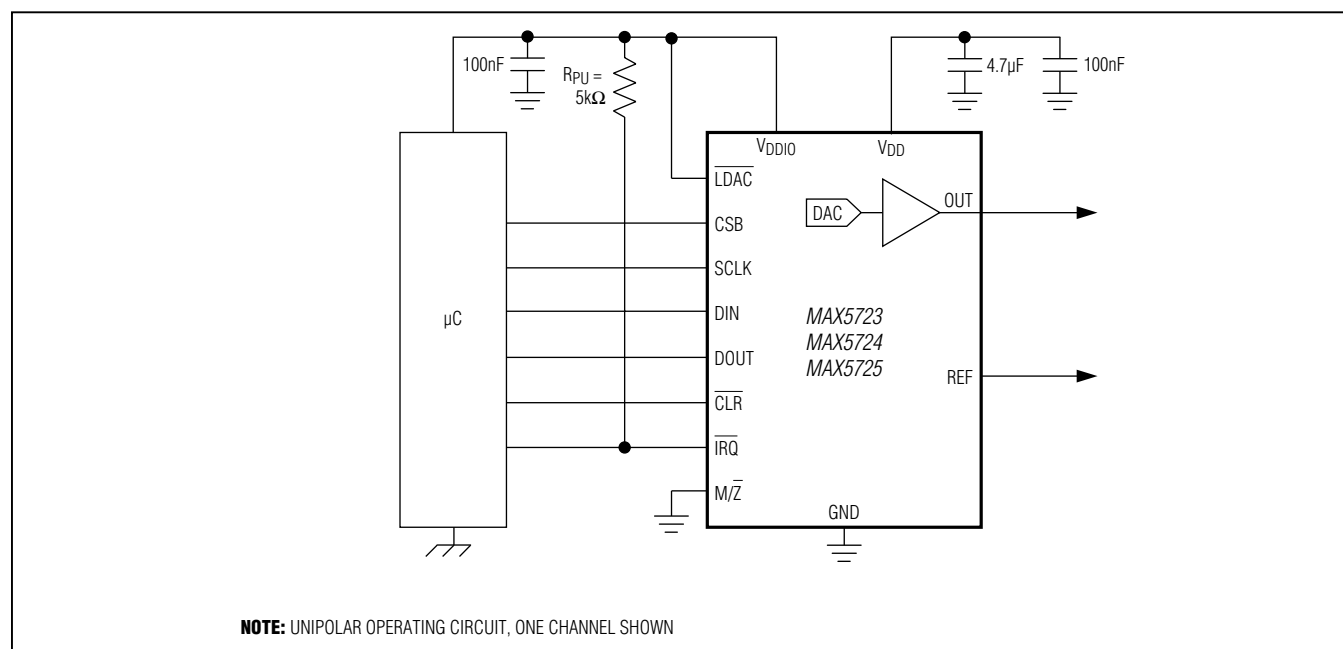 100nF
RPU =
5kΩ
4.7µF
100nF
VDDIO
VDD
LDAC
DAC
OUT
CSB
SCLK
µC
DIN
MAX5723
MAX5724
MAX5725
DOUT
REF
CLR
IRQ
M/Z
GND
NOTE: UNIPOLAR OPERATING CIRCUIT, ONE CHANNEL SHOWN